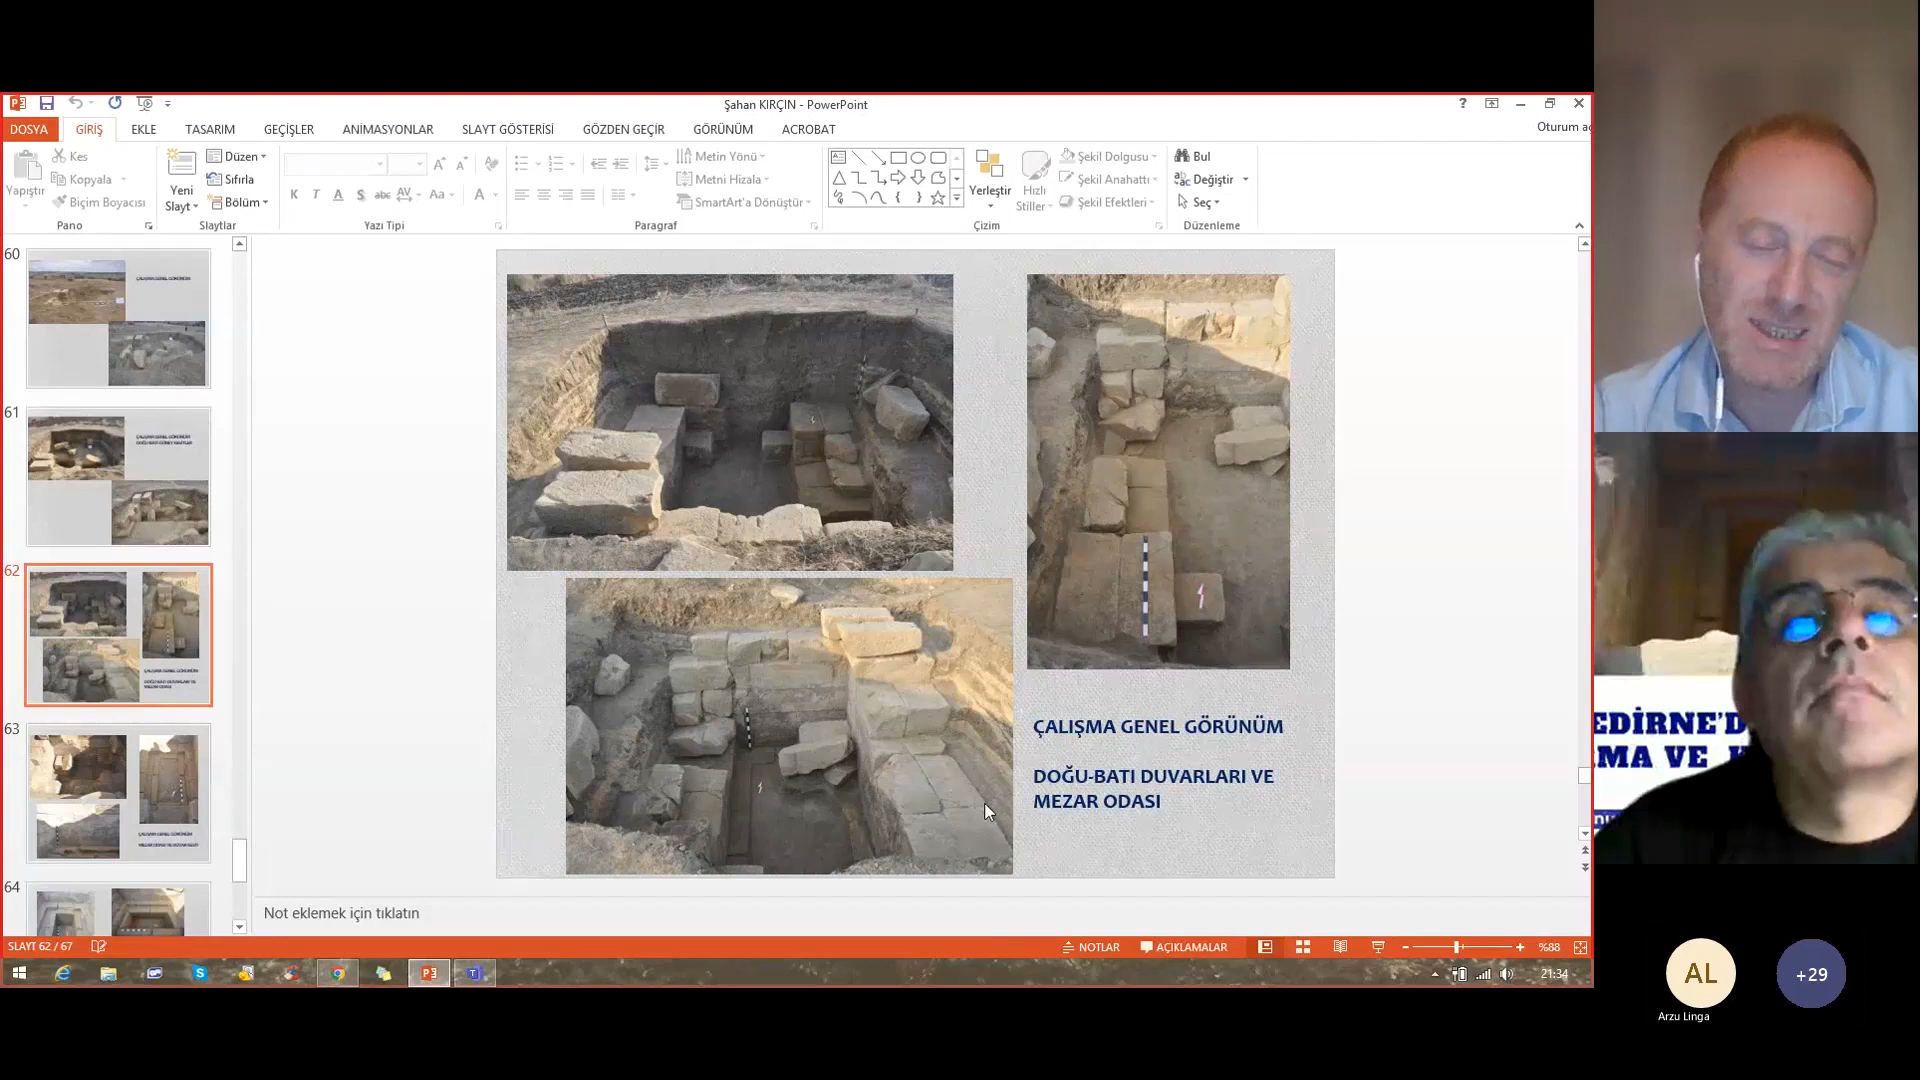 Şahan KIRÇIN - PowerPoint
DOSYA GİRİŞ EKLE TASARIM GEÇİŞLER ANİMASYONLAR SLAYT GÖSTERİSİ GÖZDEN GEÇİR GÖRÜNÜM ACROBAT
Oturum aç
Yapıştır
Kes
Kopyala
Biçim Boyacısı
Pano
Yeni
Slayt
Düzen
Sıfırla
Bölüm
Slaytlar
Yazı Tipi
Metin Yönü
Metni Hizala
SmartArt'a Dönüştür
Paragraf
Yerleştir
Hızlı
Stiller
Şekil Dolgusu
Şekil Anahattı
Şekil Efektleri
Çizim
Bul
Değiştir
Seç
Düzenleme
60
61
62
63
64
ÇALIŞMA GENEL GÖRÜNÜM
DOĞU-BATI DUVARLARI VE
MEZAR ODASI
EDİRNE'D
RMA VE
Not eklemek için tıklatın
SLAYT 62 / 67
NOTLAR AÇIKLAMALAR %88
21:34
AL
Arzu Linga
+29